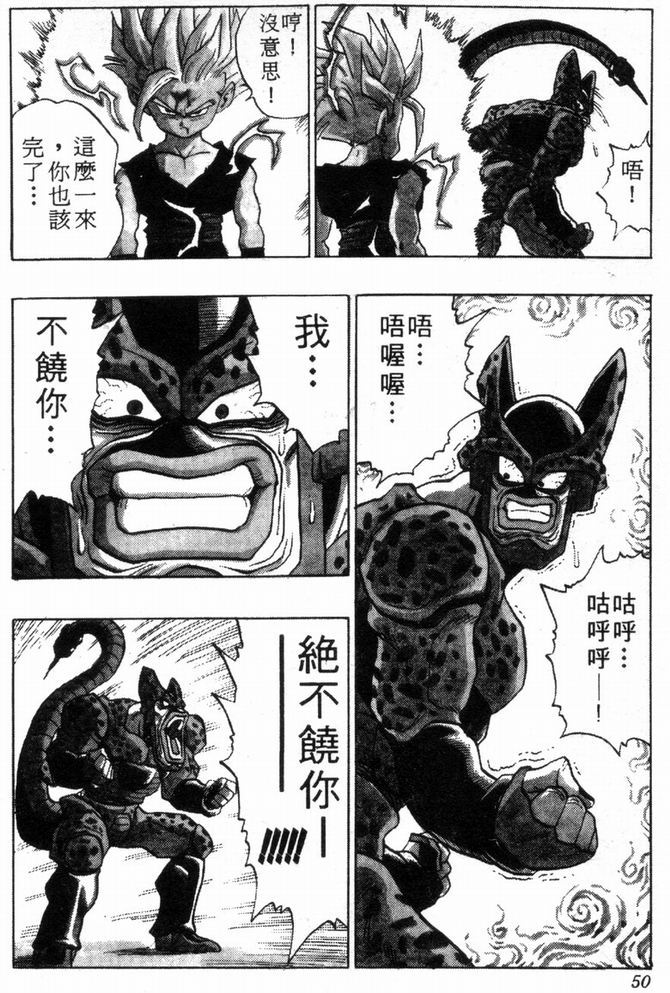 唔！
哼！
沒意思！
這麼一來
，你也該
完了…
唔…
唔喔喔…
咕呼…
咕呼呼—！
我…
不饒你…
絕不饒你—
—————!!!!!
50